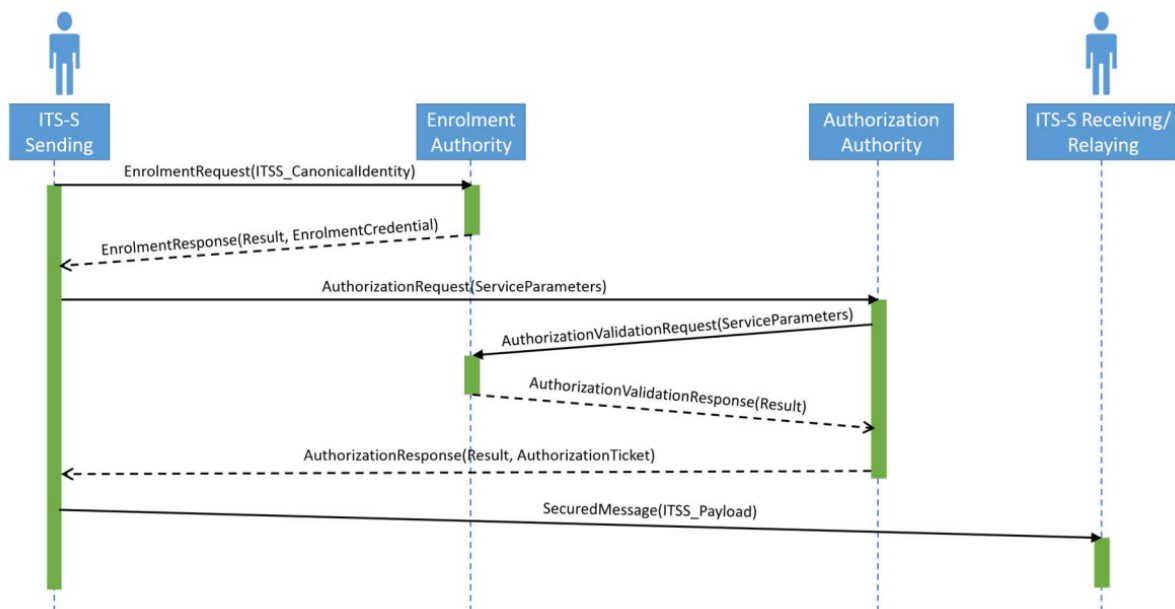 ITS-S
Sending
Enrolment
Authority
Authorization
Authority
ITS-S Receiving/
Relaying
EnrolmentRequest(ITSS_CanonicalIdentity)
EnrolmentResponse(Result, EnrolmentCredential)
AuthorizationRequest(ServiceParameters)
AuthorizationValidationRequest(ServiceParameters)
AuthorizationValidationResponse(Result)
AuthorizationResponse(Result, AuthorizationTicket)
SecuredMessage(ITSS_Payload)